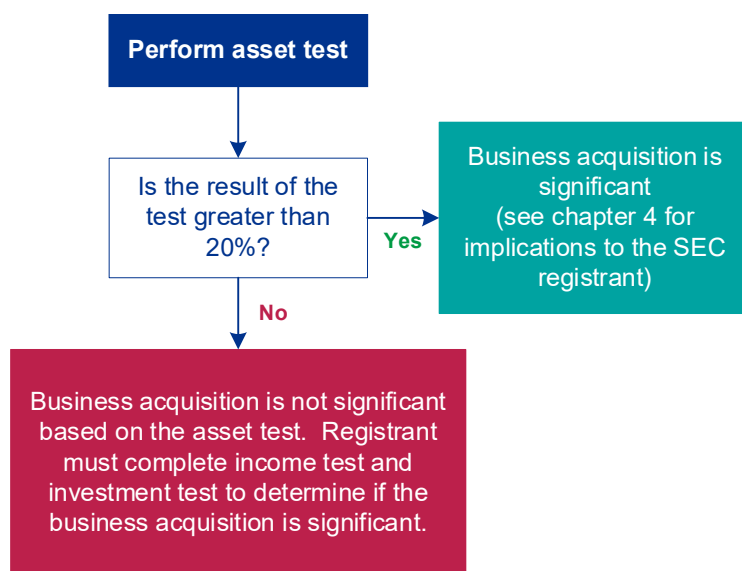 Perform asset test
Is the result of the
test greater than
20%?
Yes
Business acquisition is
significant
(see chapter 4 for
implications to the SEC
registrant)
No
Business acquisition is not significant
based on the asset test.  Registrant
must complete income test and
investment test to determine if the
business acquisition is significant.